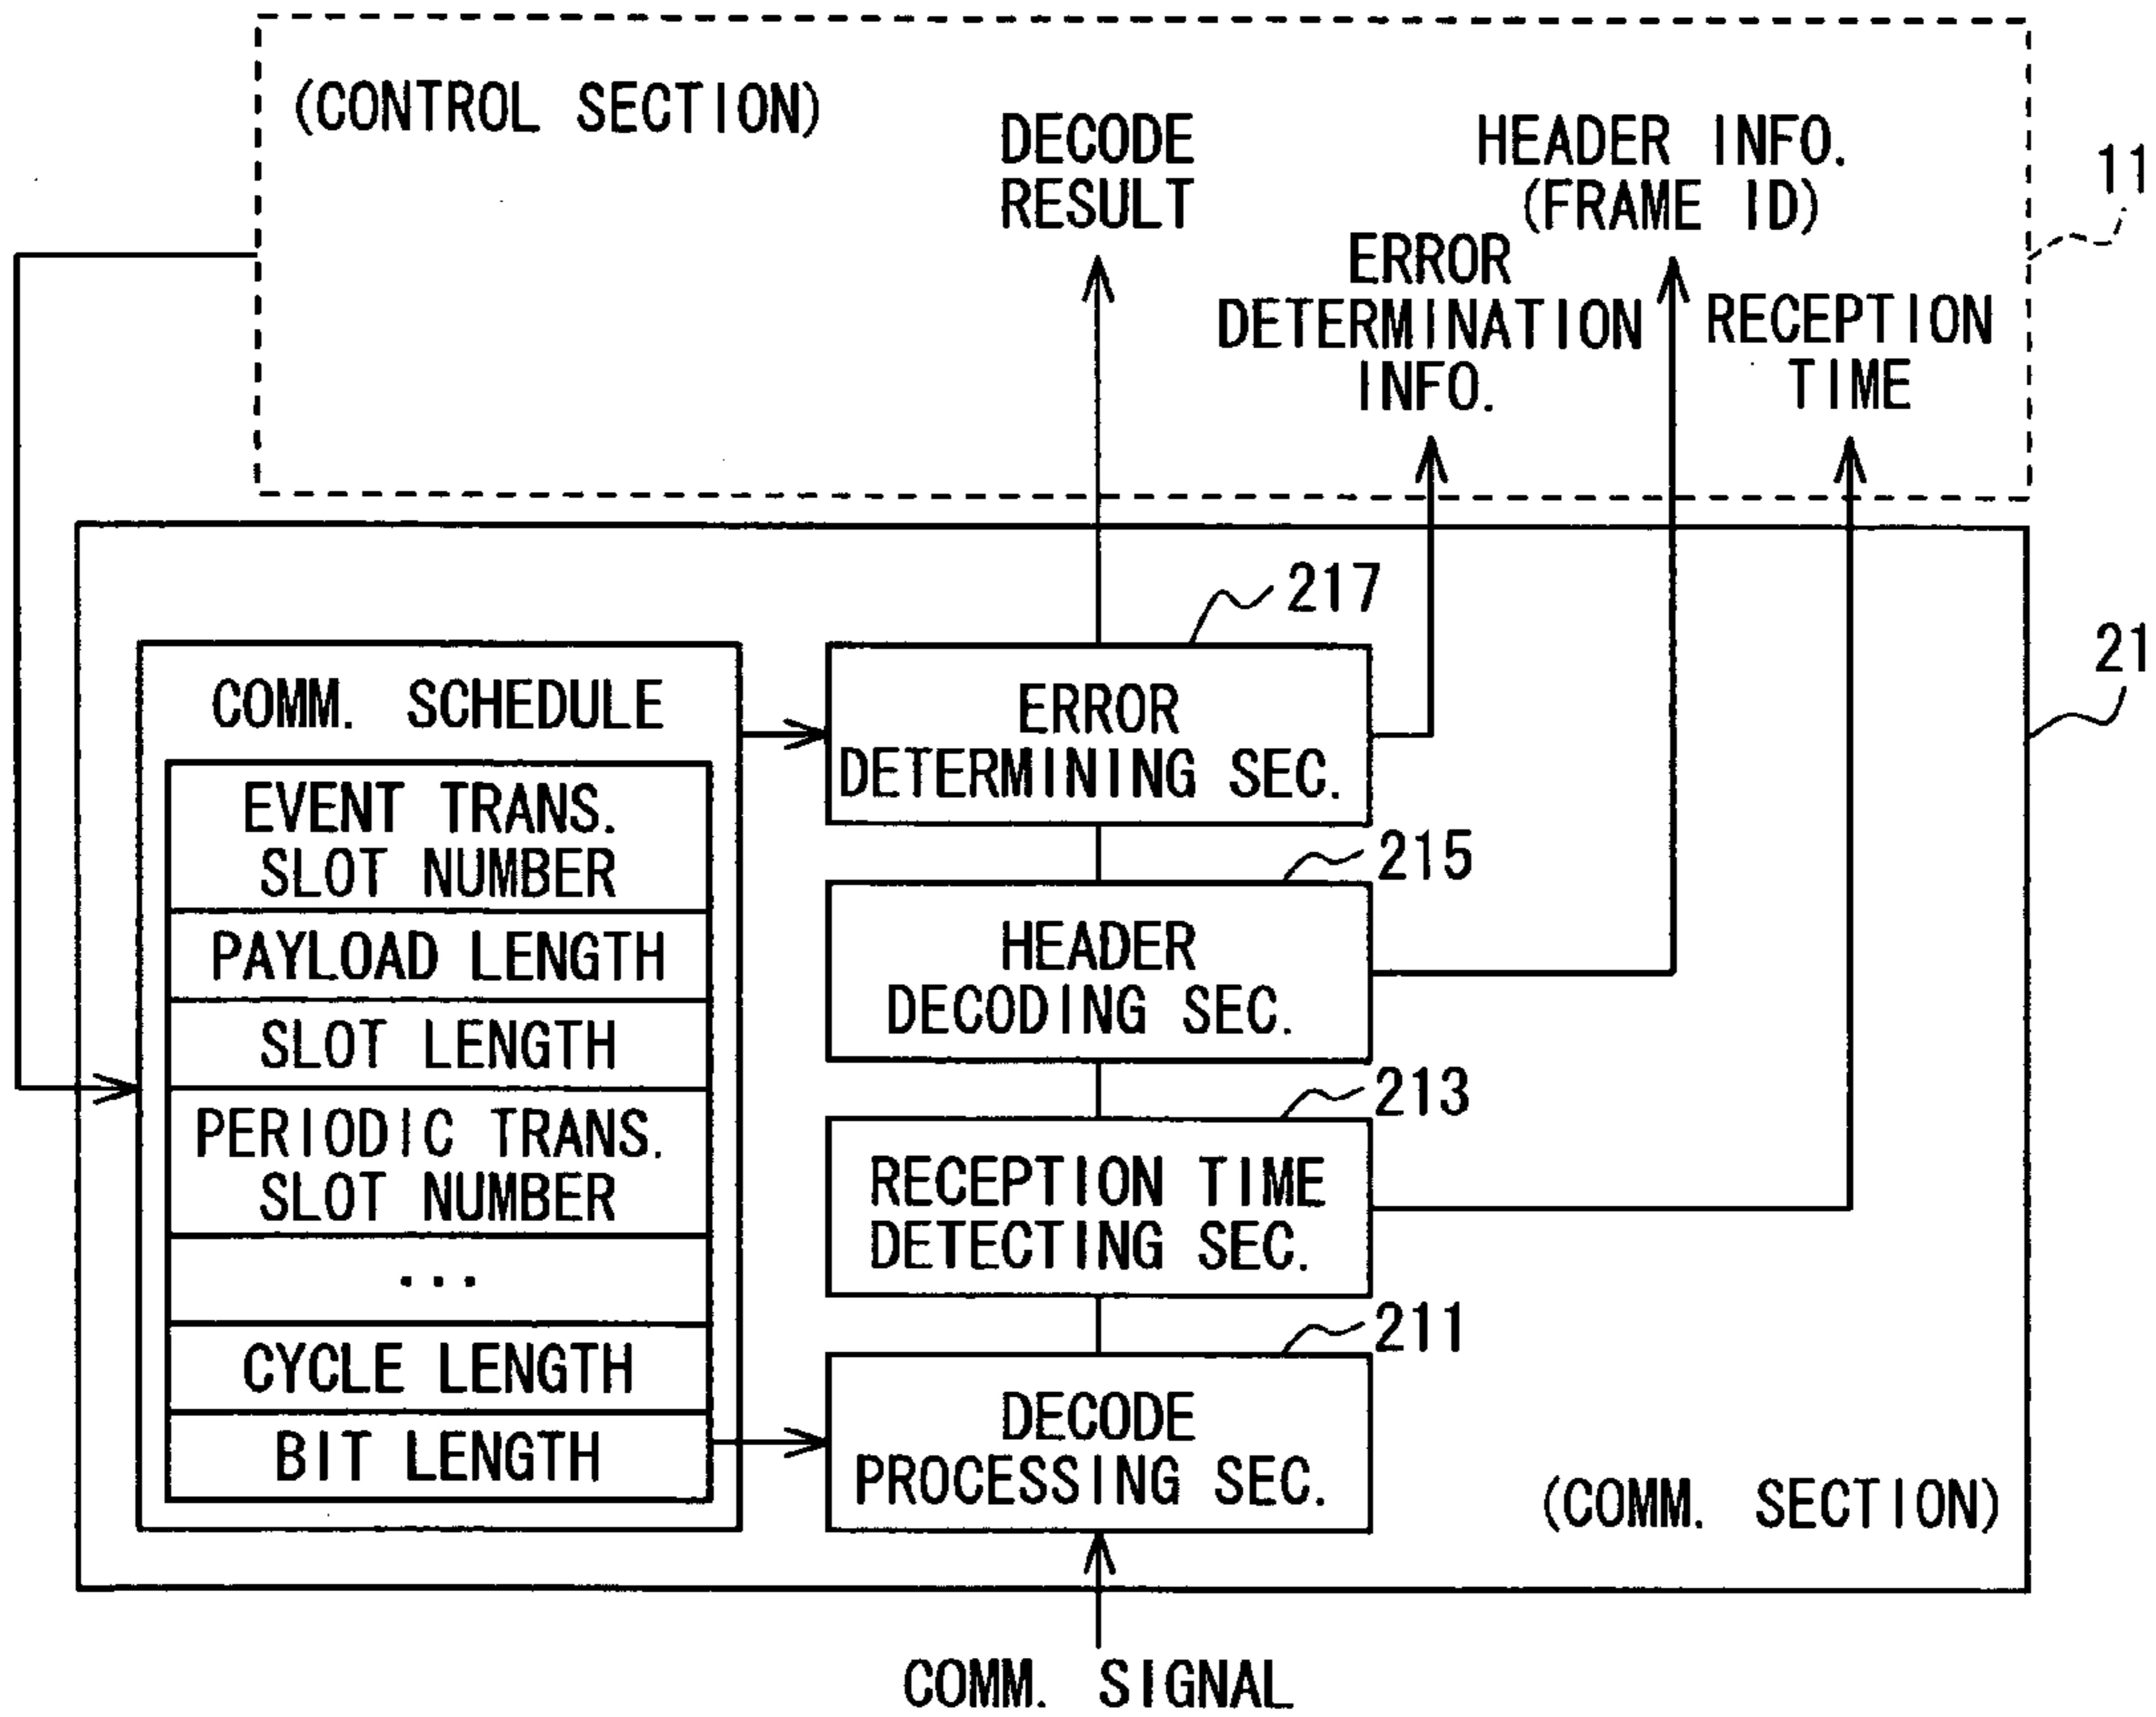 (CONTROL SECTION)
DECODE
RESULT
HEADER INFO.
(FRAME ID)
11
ERROR
DETERMINATION
INFO.
RECEPTION
TIME
217
21
COMM. SCHEDULE
EVENT TRANS.
SLOT NUMBER
PAYLOAD LENGTH
SLOT LENGTH
PERIODIC TRANS.
SLOT NUMBER
...
CYCLE LENGTH
BIT LENGTH
ERROR
DETERMINING SEC.
215
HEADER
DECODING SEC.
213
RECEPTION TIME
DETECTING SEC.
211
DECODE
PROCESSING SEC.
(COMM. SECTION)
COMM. SIGNAL